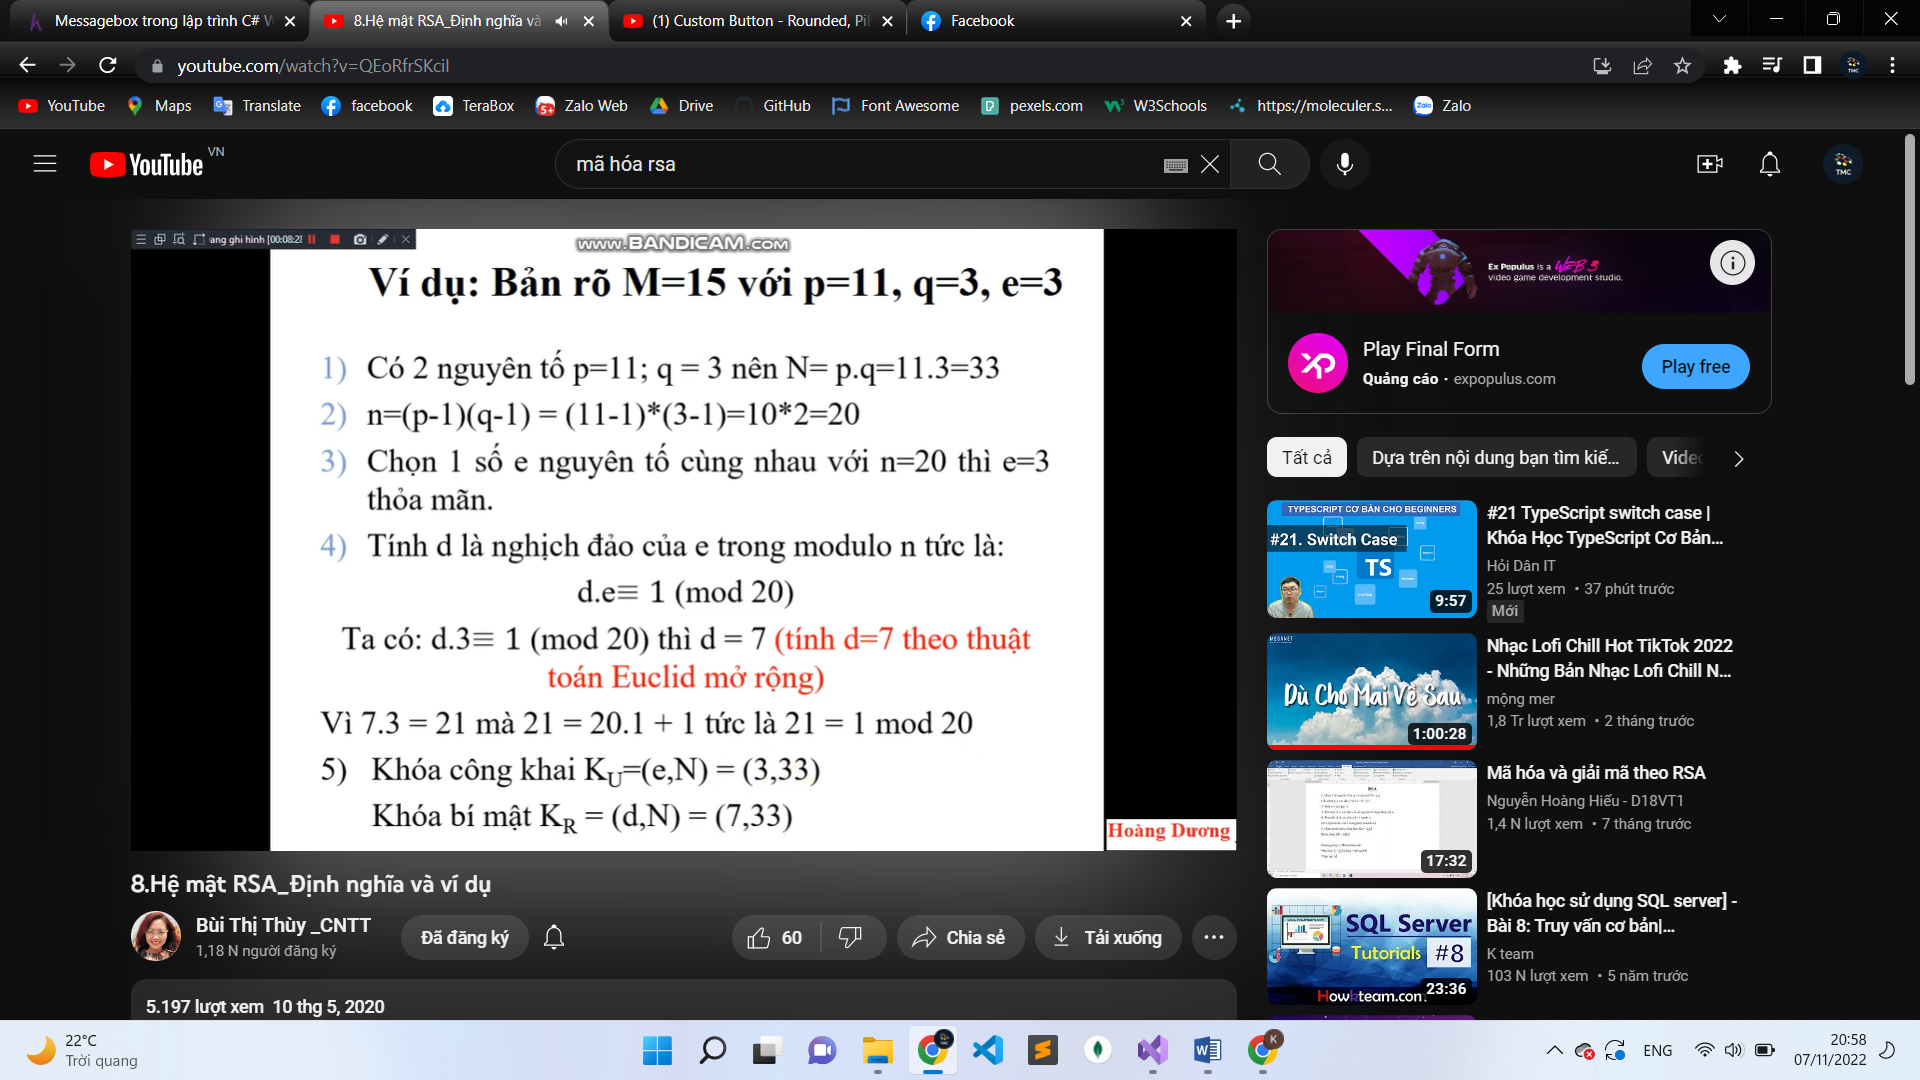 Messagebox trong lập trình C# W
8.Hệ mật RSA_Định nghĩa và
(1) Custom Button - Rounded, Pil
Facebook
youtube.com/watch?v=QEoRfrSKciI
YouTube
Maps
Translate
facebook
TeraBox
Zalo Web
Drive
GitHub
Font Awesome
pexels.com
W3Schools
https://moleculer.s...
Zalo
YouTube VN
mã hóa rsa
TMC
ang ghi hình [00:08:2
www.BANDICAM.com
Ví dụ: Bản rõ M=15 với p=11, q=3, e=3
1) Có 2 nguyên tố p=11; q = 3 nên N= p.q=11.3=33
2) n=(p-1)(q-1) = (11-1)*(3-1)=10*2=20
3) Chọn 1 số e nguyên tố cùng nhau với n=20 thì e=3
thỏa mãn.
4) Tính d là nghịch đảo của e trong modulo n tức là:
d.e≡ 1 (mod 20)
Ta có: d.3≡ 1 (mod 20) thì d = 7 (tính d=7 theo thuật
toán Euclid mở rộng)
Vì 7.3 = 21 mà 21 = 20.1 + 1 tức là 21 = 1 mod 20
5) Khóa công khai KU=(e,N) = (3,33)
Khóa bí mật KR = (d,N) = (7,33)
Hoàng Dương
8.Hệ mật RSA_Định nghĩa và ví dụ
Bùi Thị Thùy _CNTT
1,18 N người đăng ký
Đã đăng ký
60
Chia sẻ
Tải xuống
5.197 lượt xem 10 thg 5, 2020
Ex Populus is a WEB 3
video game development studio.
XP
Play Final Form
Quảng cáo · expopulus.com
Play free
Tất cả
Dựa trên nội dung bạn tìm kiế...
Videc
TYPESCRIPT CƠ BẢN CHO BEGINNERS
#21. Switch Case
TS
9:57
#21 TypeScript switch case |
Khóa Học TypeScript Cơ Bản...
Hỏi Dân IT
25 lượt xem • 37 phút trước
Mới
MEGANET
Dù Cho Mai Về Sau
1:00:28
Nhạc Lofi Chill Hot TikTok 2022
- Những Bản Nhạc Lofi Chill N...
mộng mer
1,8 Tr lượt xem • 2 tháng trước
17:32
Mã hóa và giải mã theo RSA
Nguyễn Hoàng Hiếu - D18VT1
1,4 N lượt xem • 7 tháng trước
SQL Server
Tutorials #8
Howkteam.com
23:36
[Khóa học sử dụng SQL server] -
Bài 8: Truy vấn cơ bản|...
K team
103 N lượt xem • 5 năm trước
22°C
Trời quang
K
ENG
20:58
07/11/2022